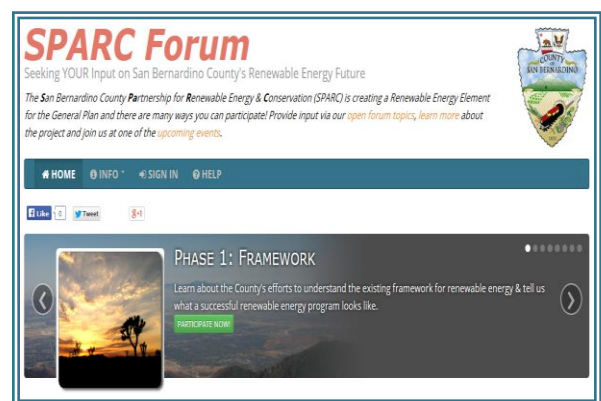 SPARC Forum
Seeking YOUR Input on San Bernardino County's Renewable Energy Future
The San Bernardino County Partnership for Renewable Energy & Conservation (SPARC) is creating a Renewable Energy Element
for the General Plan and there are many ways you can participate! Provide input via our open forum topics, learn more about
the project and join us at one of the upcoming events.
COUNTY
OF
SAN BERNARDINO
HOME INFO SIGN IN HELP
Like 0 Tweet g+1
PHASE 1: FRAMEWORK
Learn about the County's efforts to understand the existing framework for renewable energy & tell us
what a successful renewable energy program looks like.
PARTICIPATE NOW!